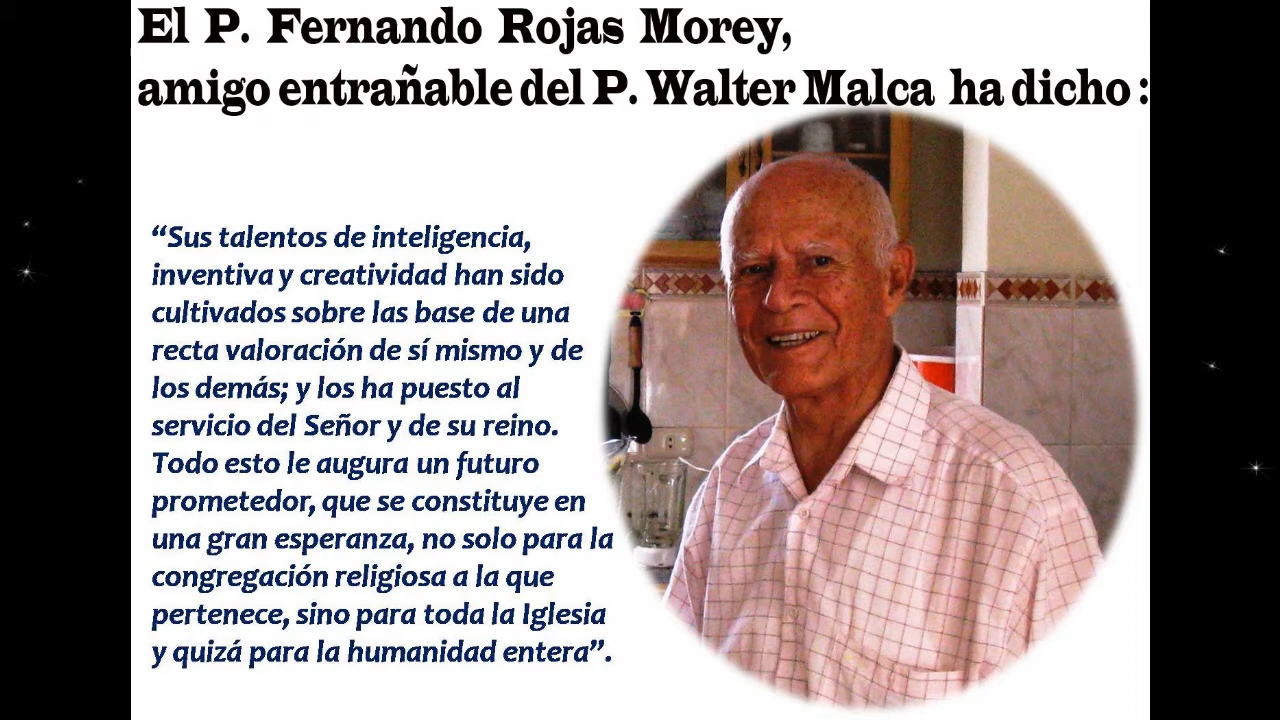 El P. Fernando Rojas Morey,
amigo entrañable del P. Walter Malca ha dicho :
“Sus talentos de inteligencia,
inventiva y creatividad han sido
cultivados sobre las base de una
recta valoración de sí mismo y de
los demás; y los ha puesto al
servicio del Señor y de su reino.
Todo esto le augura un futuro
prometedor, que se constituye en
una gran esperanza, no solo para la
congregación religiosa a la que
pertenece, sino para toda la Iglesia
y quizá para la humanidad entera”.